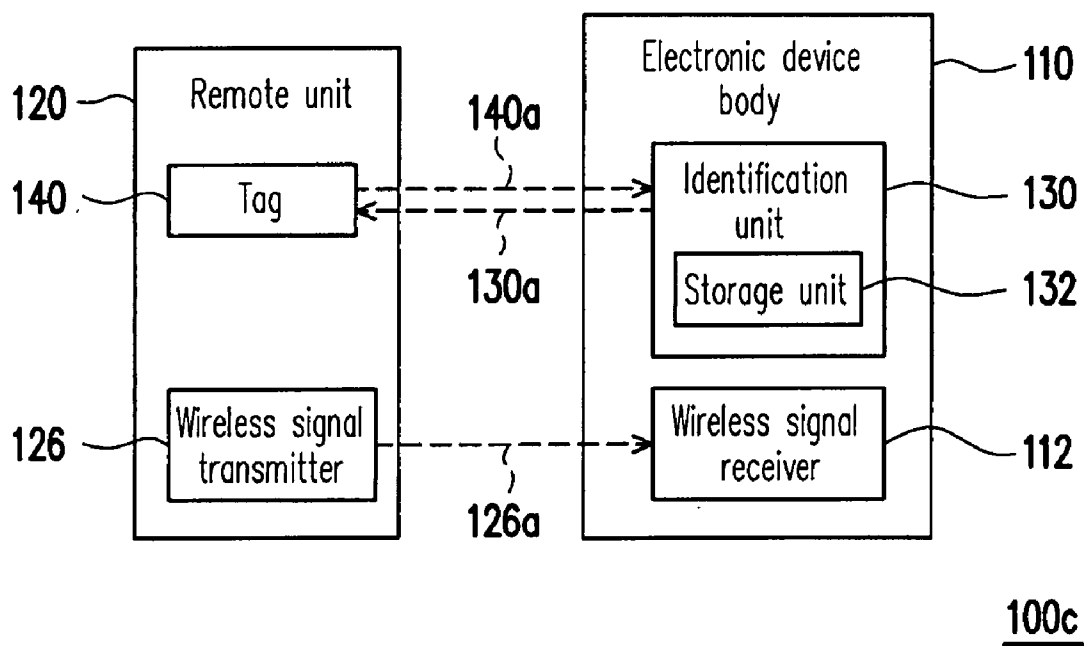 120
Remote unit
140
Tag
126
Wireless signal
transmitter
140a
130a
126a
Electronic device
body
110
Identification
unit
130
Storage unit
132
Wireless signal
receiver
112
100c